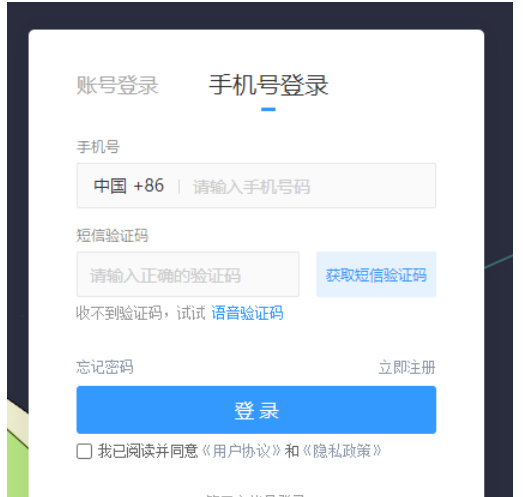 账号登录 手机号登录
手机号
中国 +86 请输入手机号码
短信验证码
请输入正确的验证码 获取短信验证码
收不到验证码，试试 语音验证码
忘记密码 立即注册
登 录
我已阅读并同意《用户协议》和《隐私政策》